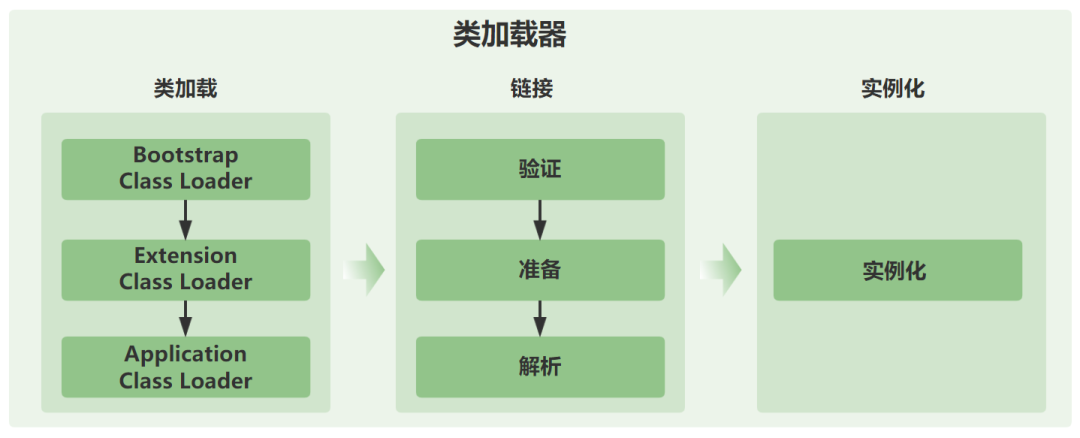 类加载器
类加载
Bootstrap
Class Loader
Extension
Class Loader
Application
Class Loader
链接
验证
准备
解析
实例化
实例化